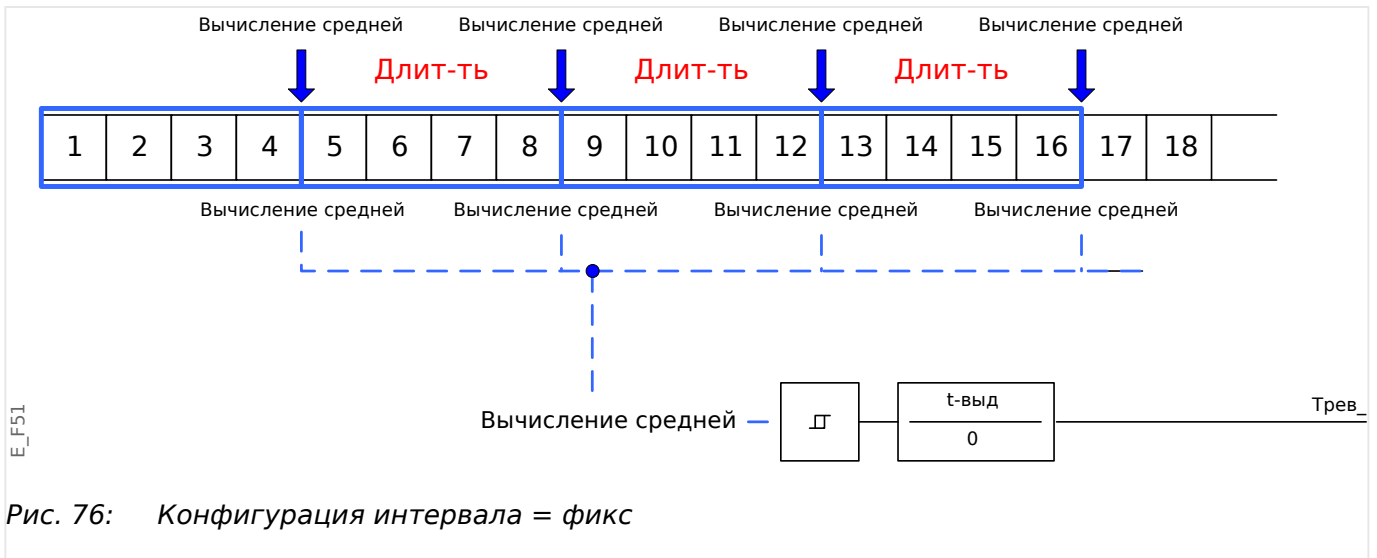 Вычисление средней Вычисление средней Вычисление средней Вычисление средней
Длит-ть Длит-ть Длит-ть
1 2 3 4 5 6 7 8 9 10 11 12 13 14 15 16 17 18
Вычисление средней Вычисление средней Вычисление средней Вычисление средней
t-выд
Трев_
Вычисление средней
0
E_F51
Рис. 76: Конфигурация интервала = фикс